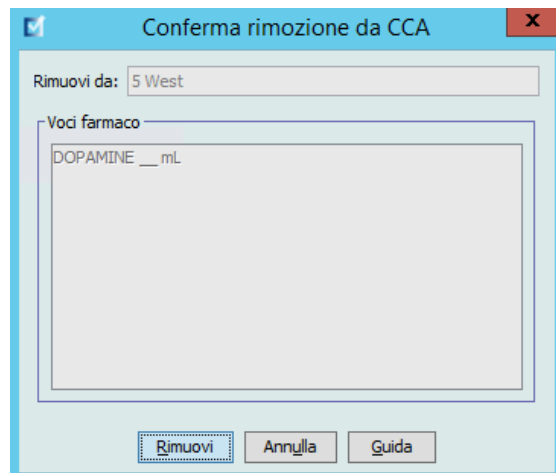 Conferma rimozione da CCA
Rimuovi da: 5 West
Voci farmaco
DOPAMINE __ mL
Rimuovi Annulla Guida